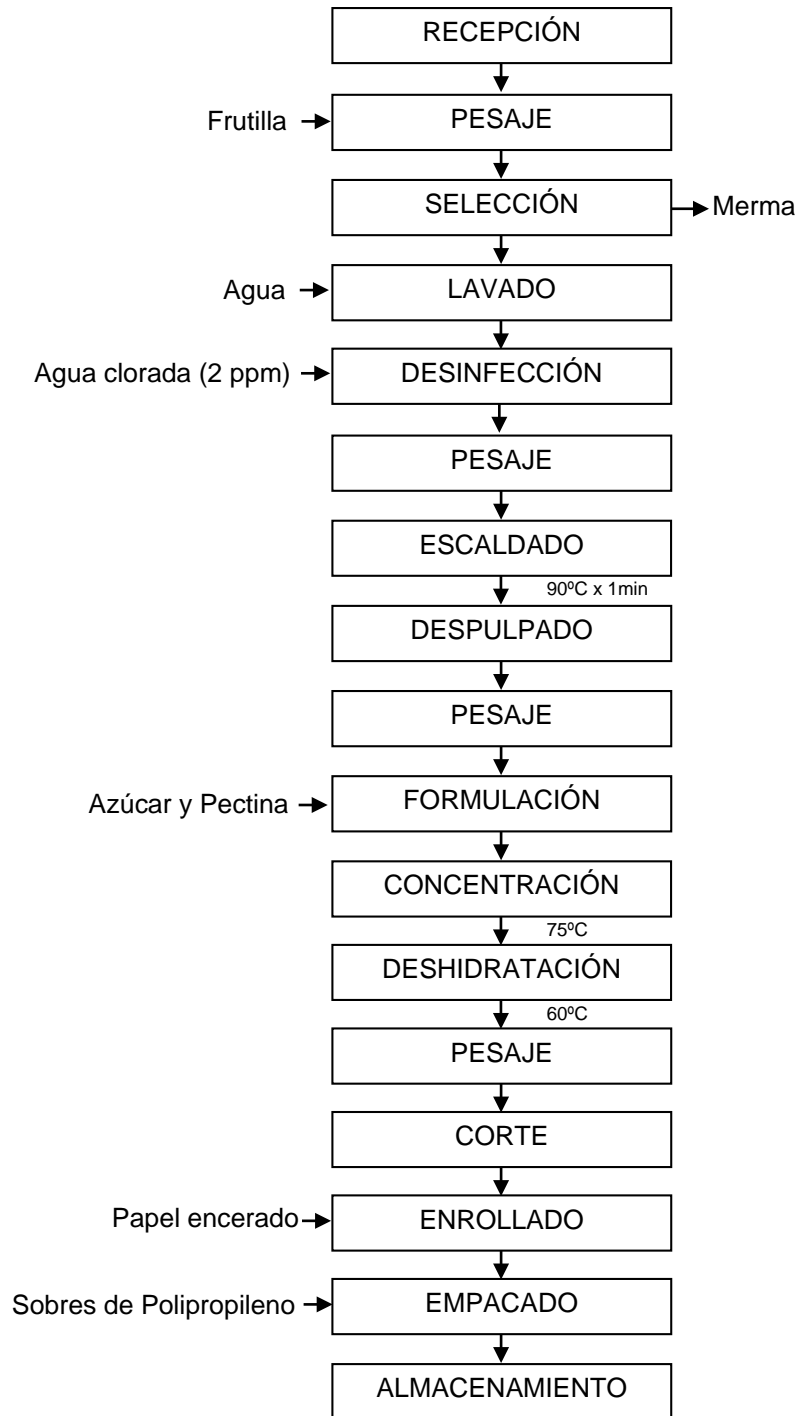 RECEPCIÓN
Frutilla
PESAJE
SELECCIÓN
Merma
Agua
LAVADO
Agua clorada (2 ppm)
DESINFECCIÓN
PESAJE
ESCALDADO
90ºC x 1min
DESPULPADO
PESAJE
Azúcar y Pectina
FORMULACIÓN
CONCENTRACIÓN
75ºC
DESHIDRATACIÓN
60ºC
PESAJE
CORTE
Papel encerado
ENROLLADO
Sobres de Polipropileno
EMPACADO
ALMACENAMIENTO